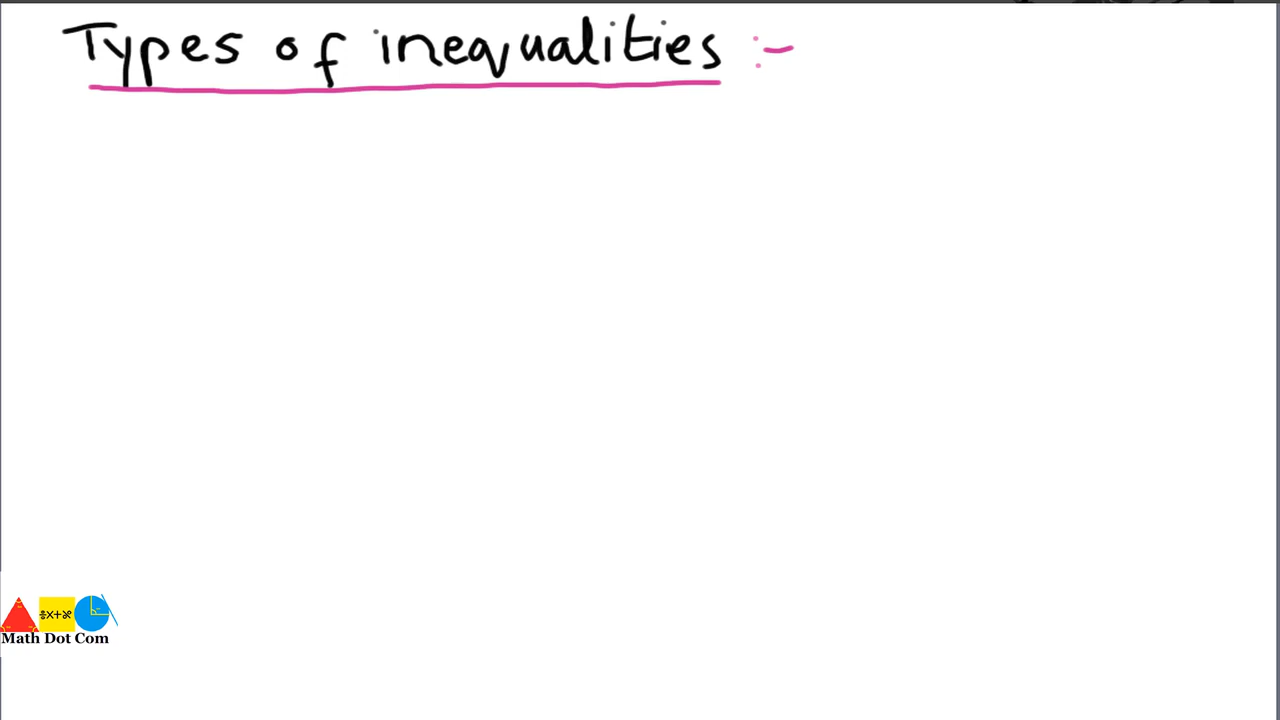 Types of inequalities :-
÷×+
Math Dot Com